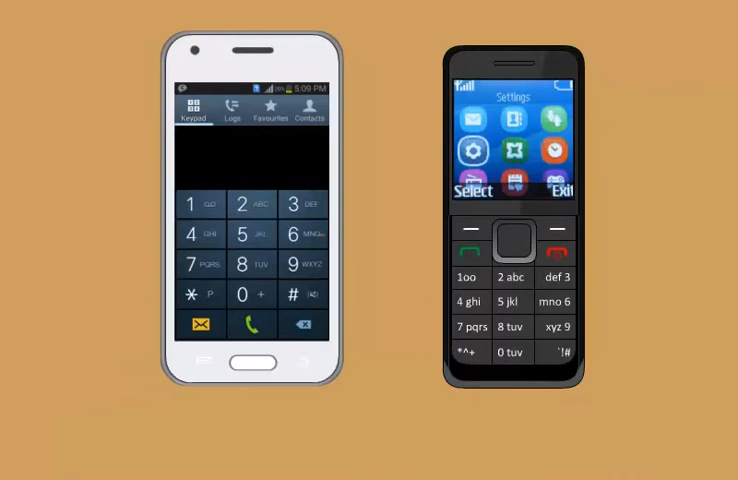 5:09 PM
Keypad Logs Favourites Contacts
1 2 ABC 3 DEF
4 GHI 5 JKL 6 MNO
7 PQRS 8 TUV 9 WXYZ
* P 0 + #
Settings
Select Exit
1oo 2 abc def 3
4 ghi 5 jkl mno 6
7 pqrs 8 tuv xyz 9
*^+ 0 tuv `!#